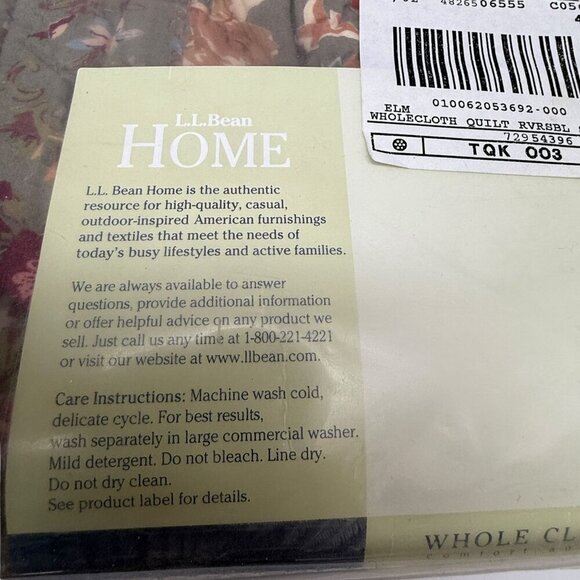 4826506555 C056
010062053692-000
ELM
WHOLECLOTH QUILT RVRSBL
72954396
TQK 003
L.L.Bean
HOME
L.L. Bean Home is the authentic
resource for high-quality, casual,
outdoor-inspired American furnishings
and textiles that meet the needs of
today's busy lifestyles and active families.
We are always available to answer
questions, provide additional information
or offer helpful advice on any product we
sell. Just call us any time at 1-800-221-4221
or visit our website at www.llbean.com.
Care Instructions: Machine wash cold,
delicate cycle. For best results,
wash separately in large commercial washer.
Mild detergent. Do not bleach. Line dry.
Do not dry clean.
See product label for details.
WHOLE CL
comfort an